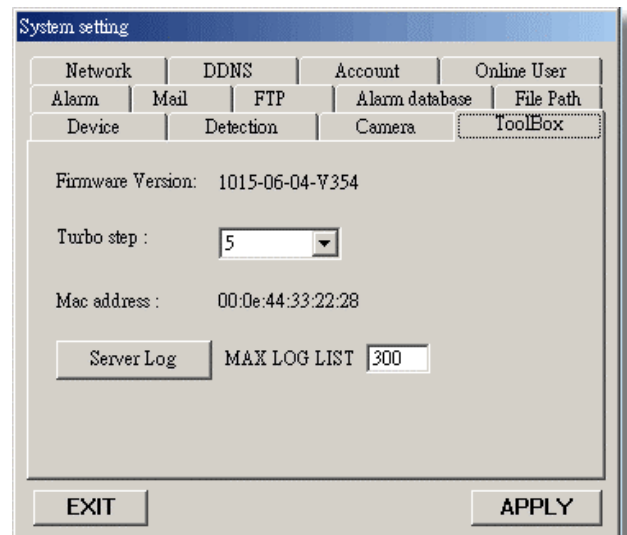 System setting
Network DDNS Account Online User
Alarm Mail FTP Alarm database File Path
Device Detection Camera ToolBox
Firmware Version: 1015-06-04-V354
Turbo step : 5
Mac address : 00:0e:44:33:22:28
Server Log MAX LOG LIST 300
EXIT APPLY